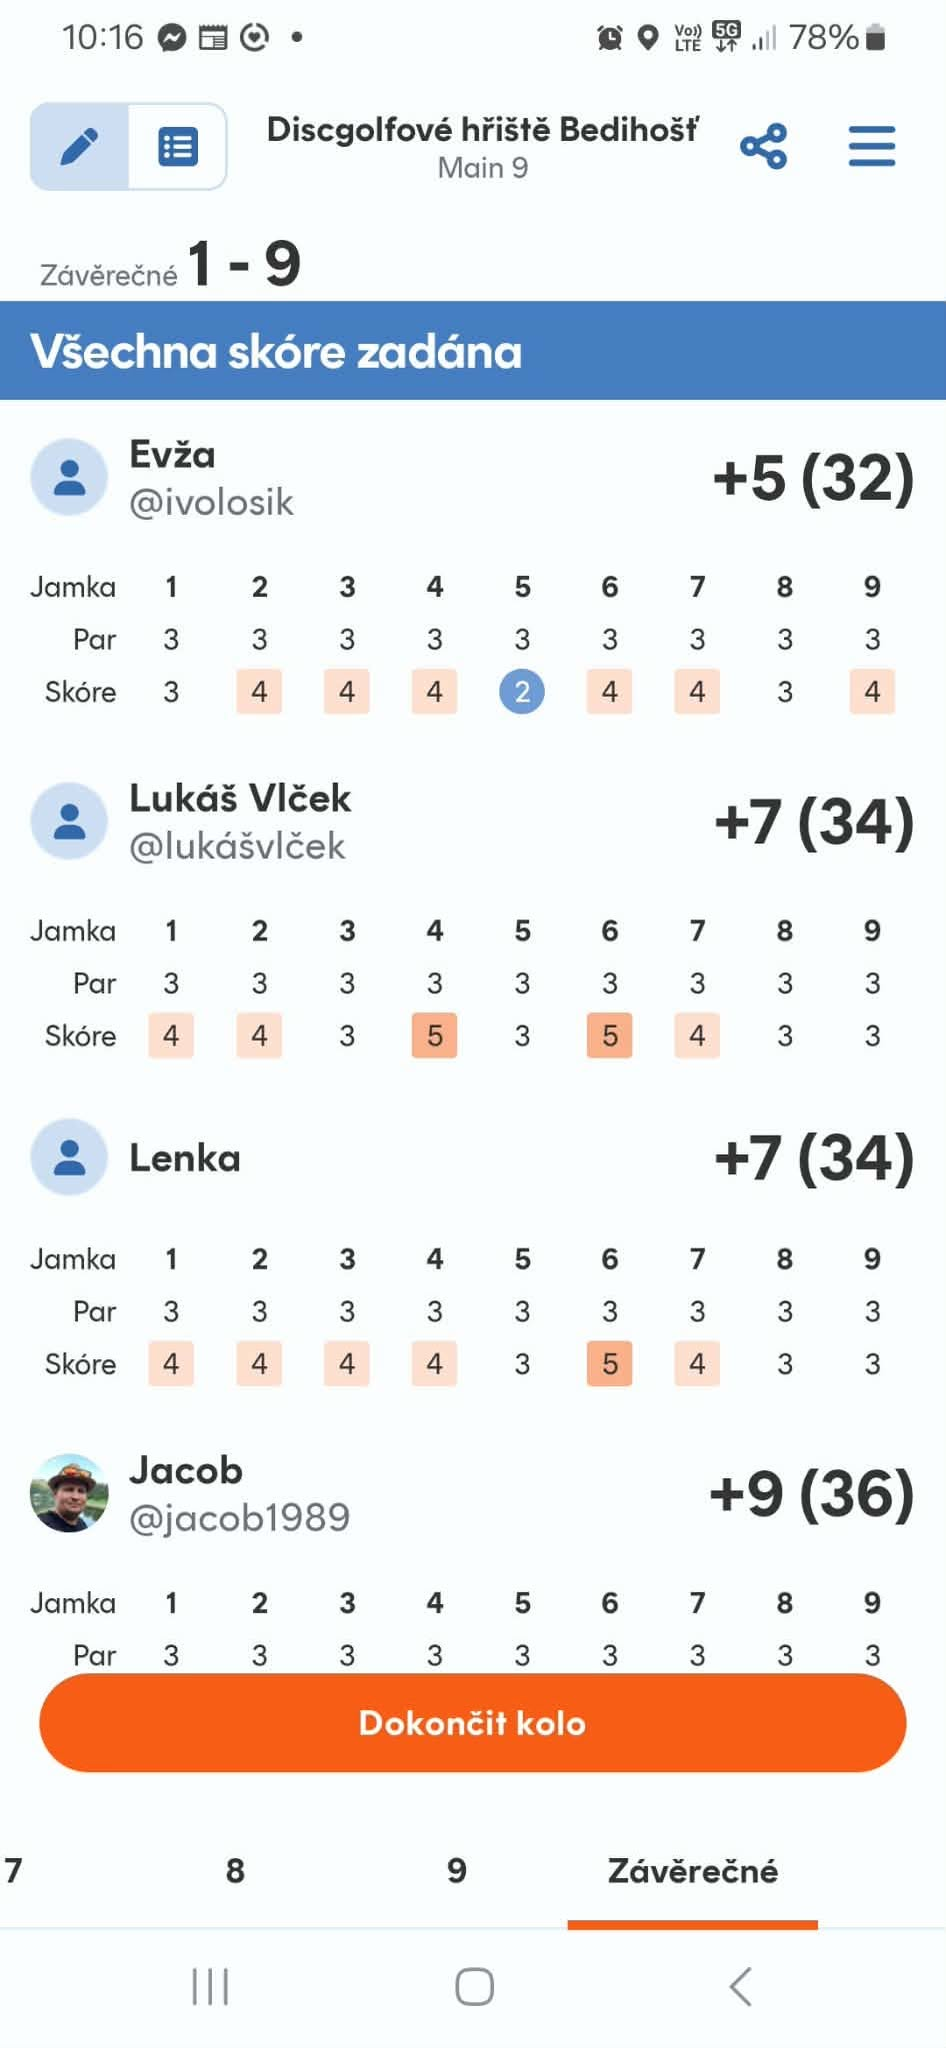 10:16 Vo)) LTE 5G 78%
Discgolfové hřiště Bedihošť
Main 9
Závěrečné 1 - 9
Všechna skóre zadána
Evža
@ivolosik
+5 (32)
Jamka 1 2 3 4 5 6 7 8 9
Par 3 3 3 3 3 3 3 3 3
Skóre 3 4 4 4 2 4 4 3 4
Lukáš Vlček
@lukášvlček
+7 (34)
Jamka 1 2 3 4 5 6 7 8 9
Par 3 3 3 3 3 3 3 3 3
Skóre 4 4 3 5 3 5 4 3 3
Lenka
+7 (34)
Jamka 1 2 3 4 5 6 7 8 9
Par 3 3 3 3 3 3 3 3 3
Skóre 4 4 4 4 3 5 4 3 3
Jacob
@jacob1989
+9 (36)
Jamka 1 2 3 4 5 6 7 8 9
Par 3 3 3 3 3 3 3 3 3
Dokončit kolo
7 8 9 Závěrečné